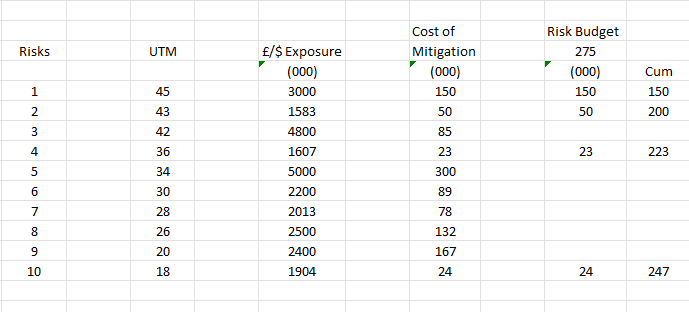 Cost of Risk Budget
Risks UTM £/$ Exposure Mitigation 275
(000) (000) (000) Cum
1 45 3000 150 150 150
2 43 1583 50 50 200
3 42 4800 85
4 36 1607 23 23 223
5 34 5000 300
6 30 2200 89
7 28 2013 78
8 26 2500 132
9 20 2400 167
10 18 1904 24 24 247